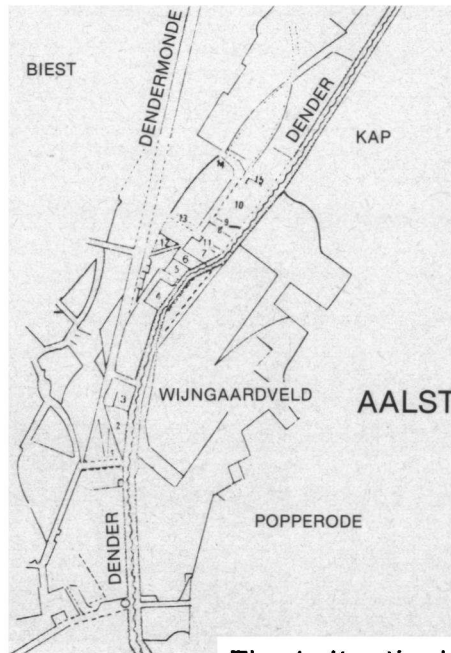 BIEST
DENDERMONDE
DENDER
KAP
14
15
10
13
9
8
12
11
7
6
5
4
WIJNGAARDVELD
AALST
3
2
DENDER
POPPERODE